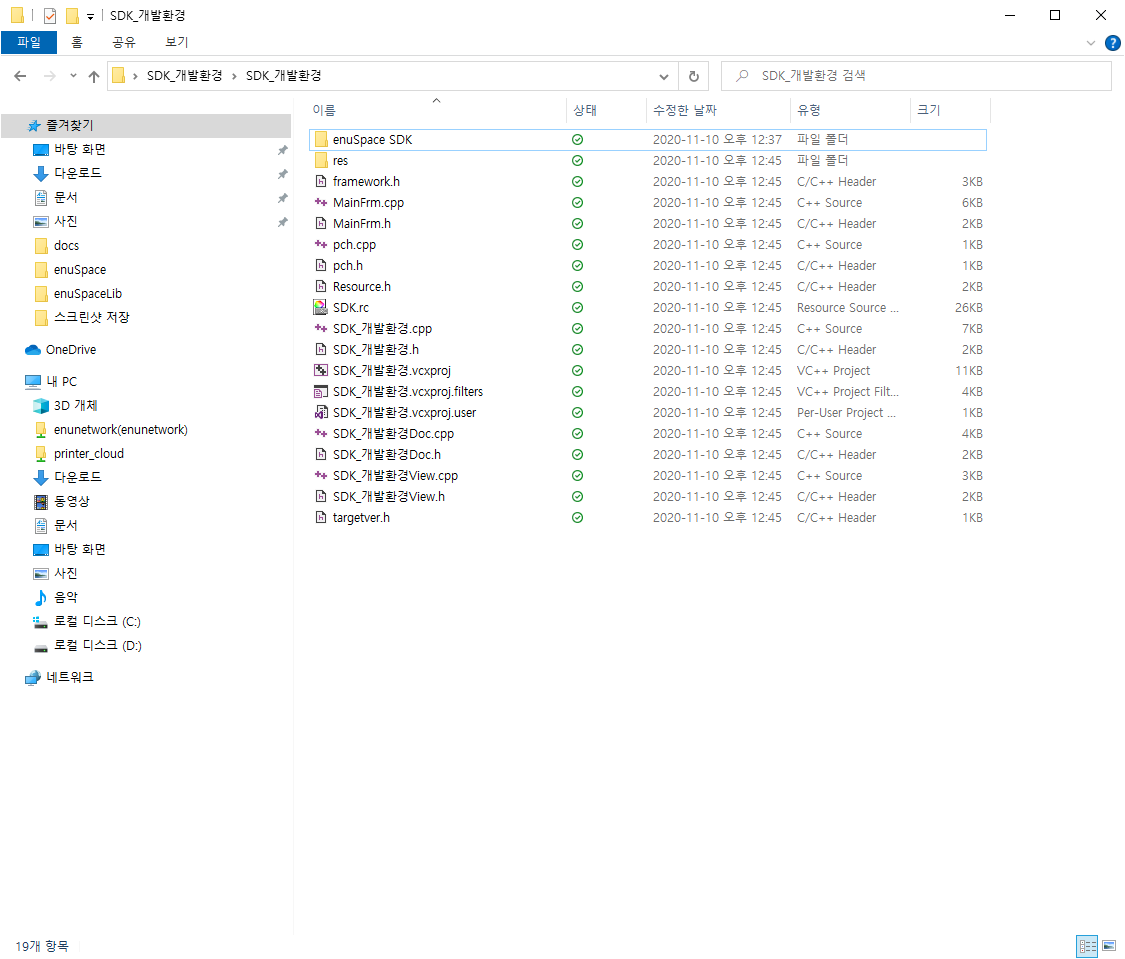 SDK_개발환경
파일 홈 공유 보기
SDK_개발환경 › SDK_개발환경
SDK_개발환경 검색
즐겨찾기
바탕 화면
다운로드
문서
사진
docs
enuSpace
enuSpaceLib
스크린샷 저장
OneDrive
내 PC
3D 개체
enunetwork(enunetwork)
printer_cloud
다운로드
동영상
문서
바탕 화면
사진
음악
로컬 디스크 (C:)
로컬 디스크 (D:)
네트워크
이름 상태 수정한 날짜 유형 크기
enuSpace SDK 2020-11-10 오후 12:37 파일 폴더
res 2020-11-10 오후 12:45 파일 폴더
framework.h 2020-11-10 오후 12:45 C/C++ Header 3KB
MainFrm.cpp 2020-11-10 오후 12:45 C++ Source 6KB
MainFrm.h 2020-11-10 오후 12:45 C/C++ Header 2KB
pch.cpp 2020-11-10 오후 12:45 C++ Source 1KB
pch.h 2020-11-10 오후 12:45 C/C++ Header 1KB
Resource.h 2020-11-10 오후 12:45 C/C++ Header 2KB
SDK.rc 2020-11-10 오후 12:45 Resource Source ... 26KB
SDK_개발환경.cpp 2020-11-10 오후 12:45 C++ Source 7KB
SDK_개발환경.h 2020-11-10 오후 12:45 C/C++ Header 2KB
SDK_개발환경.vcxproj 2020-11-10 오후 12:45 VC++ Project 11KB
SDK_개발환경.vcxproj.filters 2020-11-10 오후 12:45 VC++ Project Filt... 4KB
SDK_개발환경.vcxproj.user 2020-11-10 오후 12:45 Per-User Project ... 1KB
SDK_개발환경Doc.cpp 2020-11-10 오후 12:45 C++ Source 4KB
SDK_개발환경Doc.h 2020-11-10 오후 12:45 C/C++ Header 2KB
SDK_개발환경View.cpp 2020-11-10 오후 12:45 C++ Source 3KB
SDK_개발환경View.h 2020-11-10 오후 12:45 C/C++ Header 2KB
targetver.h 2020-11-10 오후 12:45 C/C++ Header 1KB
19개 항목